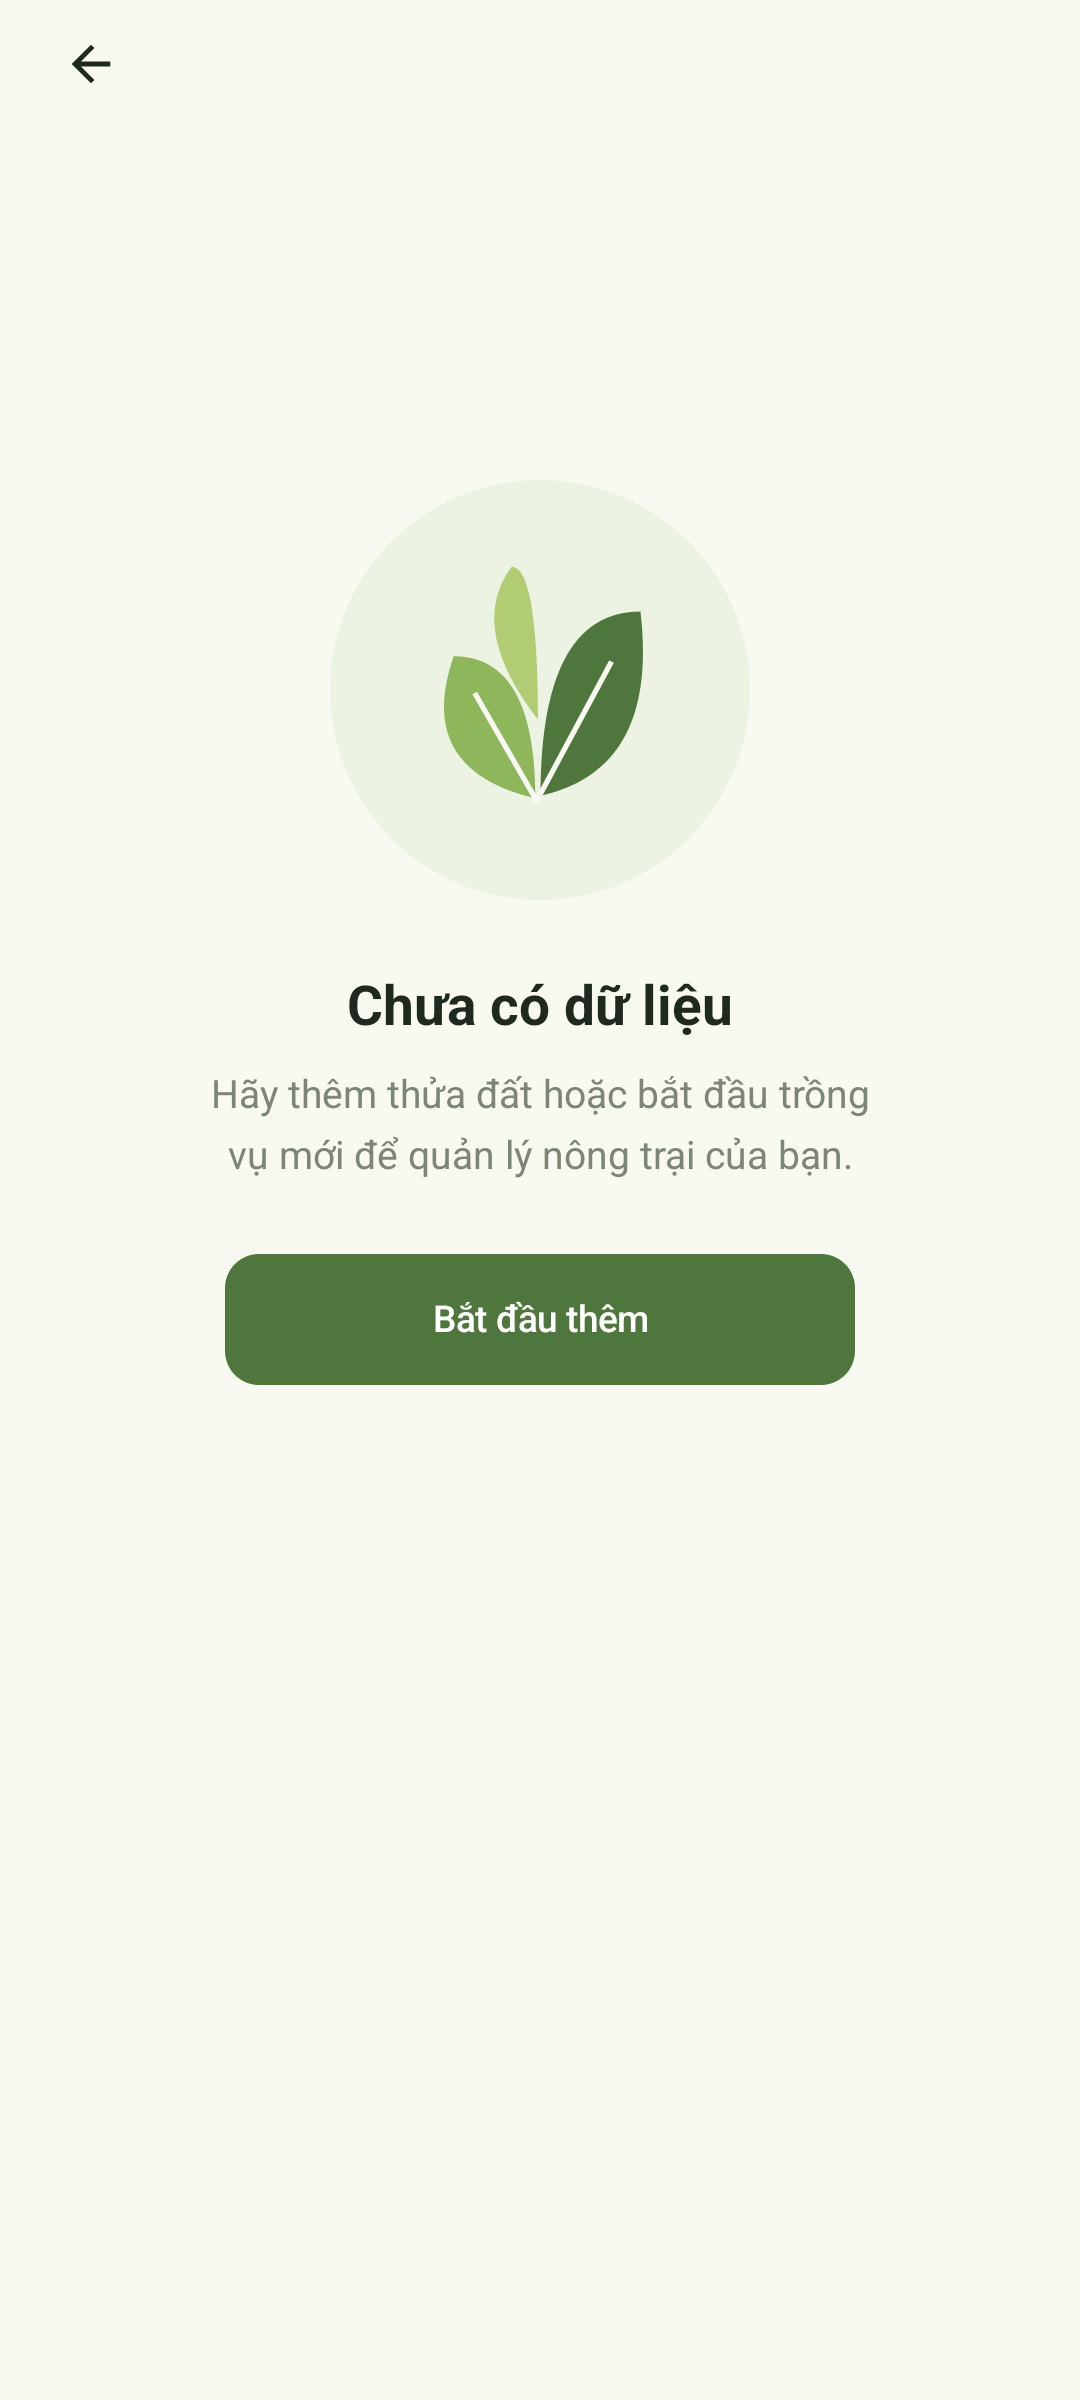 Chưa có dữ liệu
Hãy thêm thửa đất hoặc bắt đầu trồng
vụ mới để quản lý nông trại của bạn.
Bắt đầu thêm